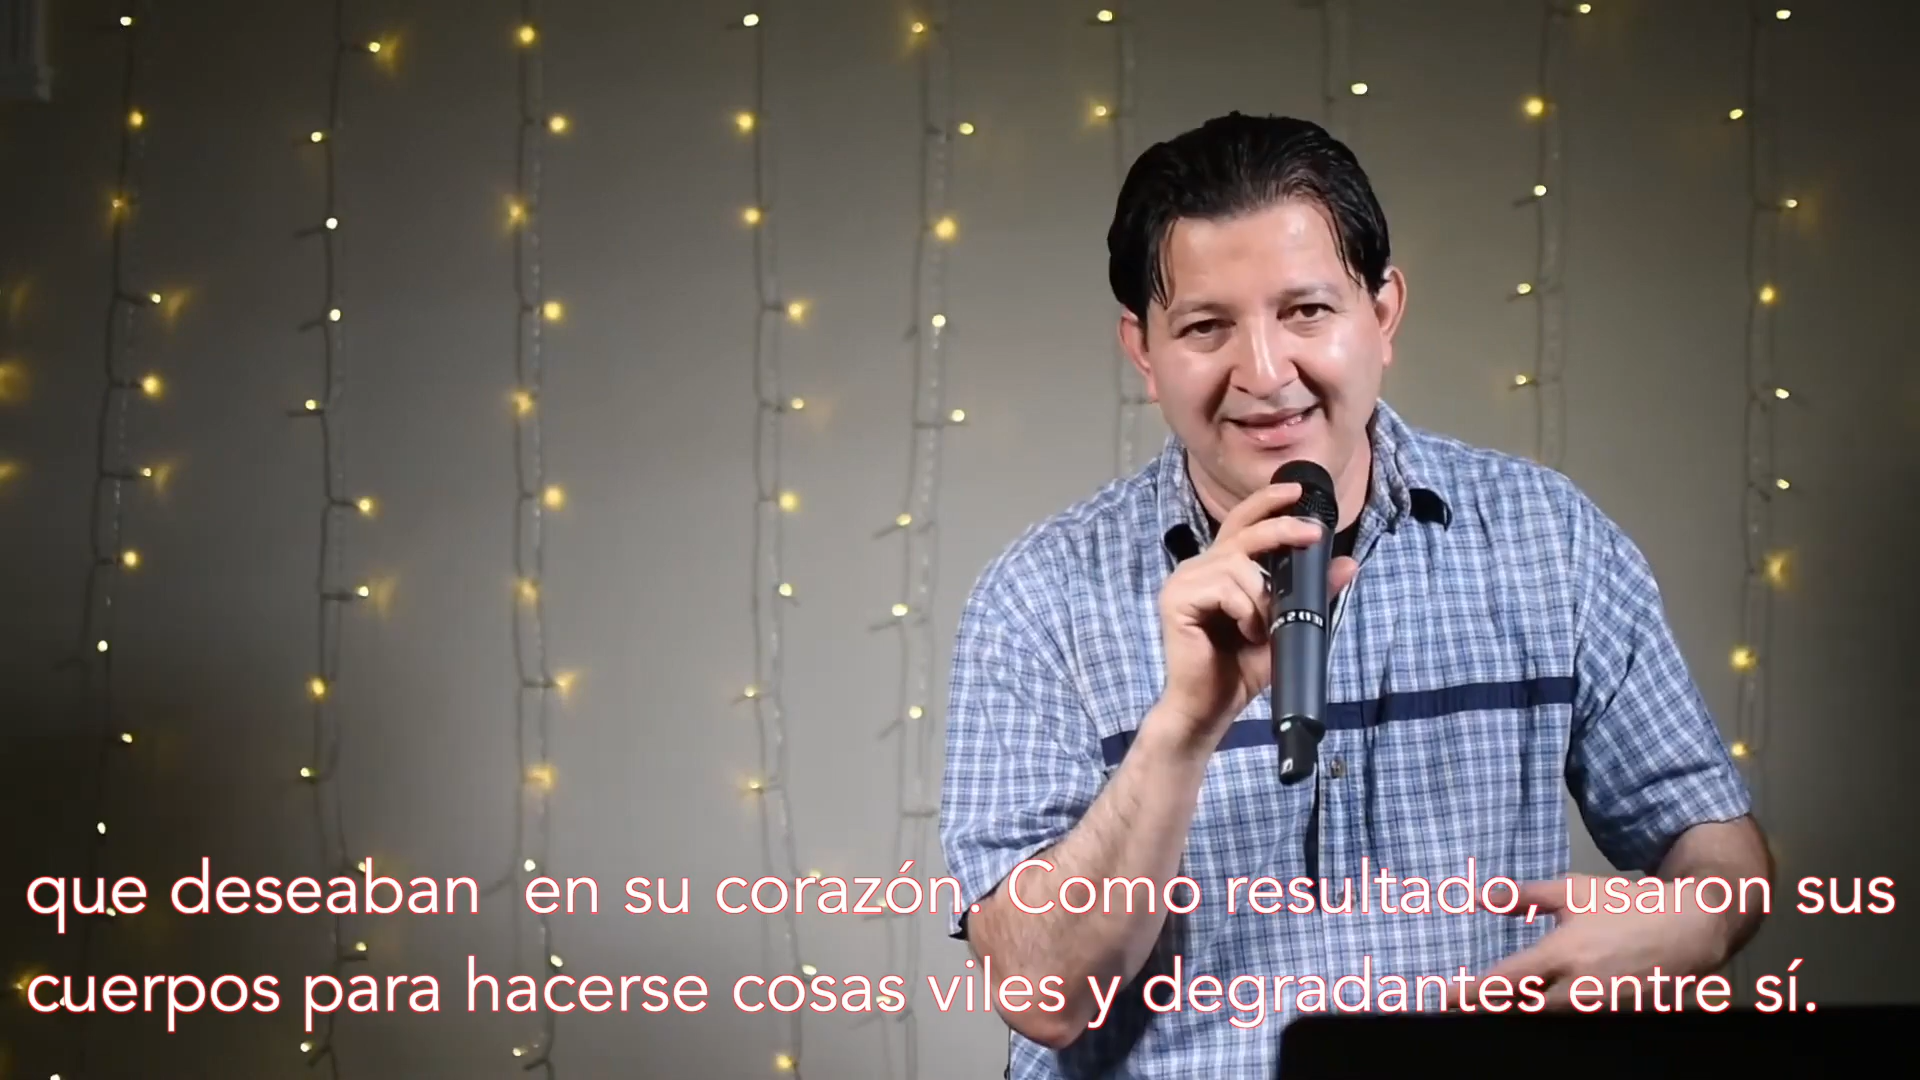 que deseaban  en su corazón. Como resultado, usaron sus
cuerpos para hacerse cosas viles y degradantes entre sí.